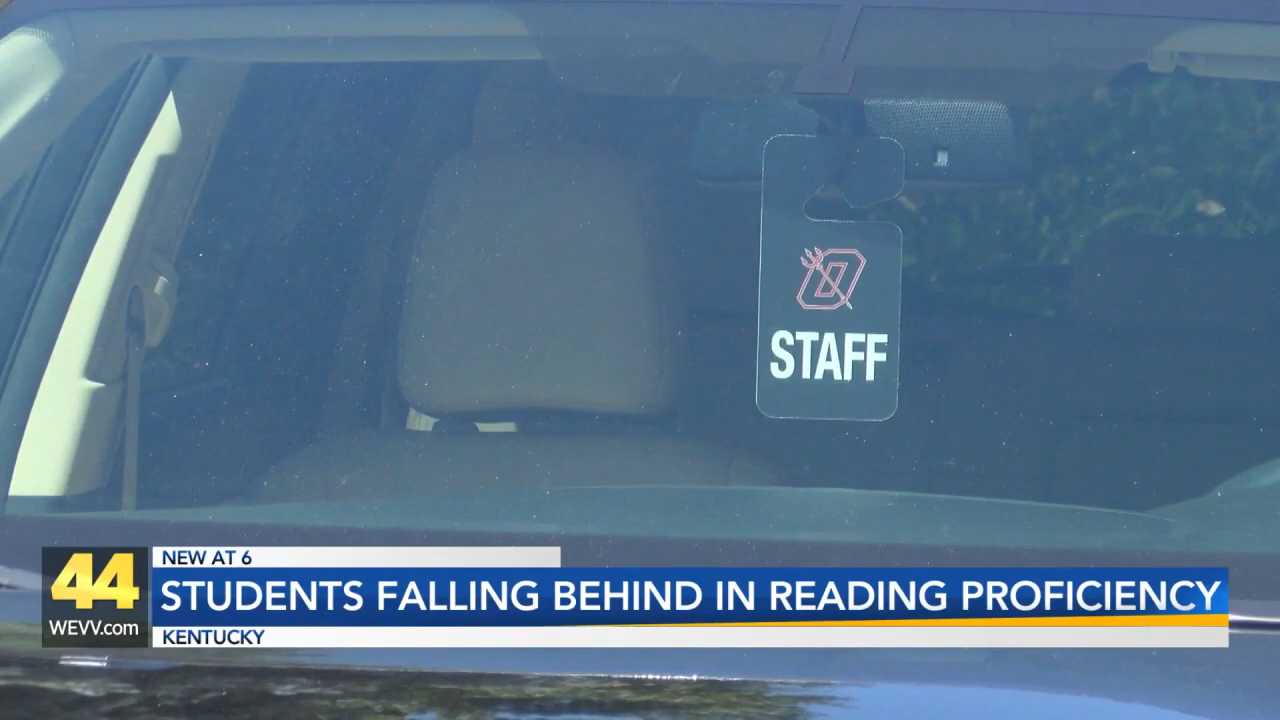 O
STAFF
44
WEVV.com
NEW AT 6
STUDENTS FALLING BEHIND IN READING PROFICIENCY
KENTUCKY